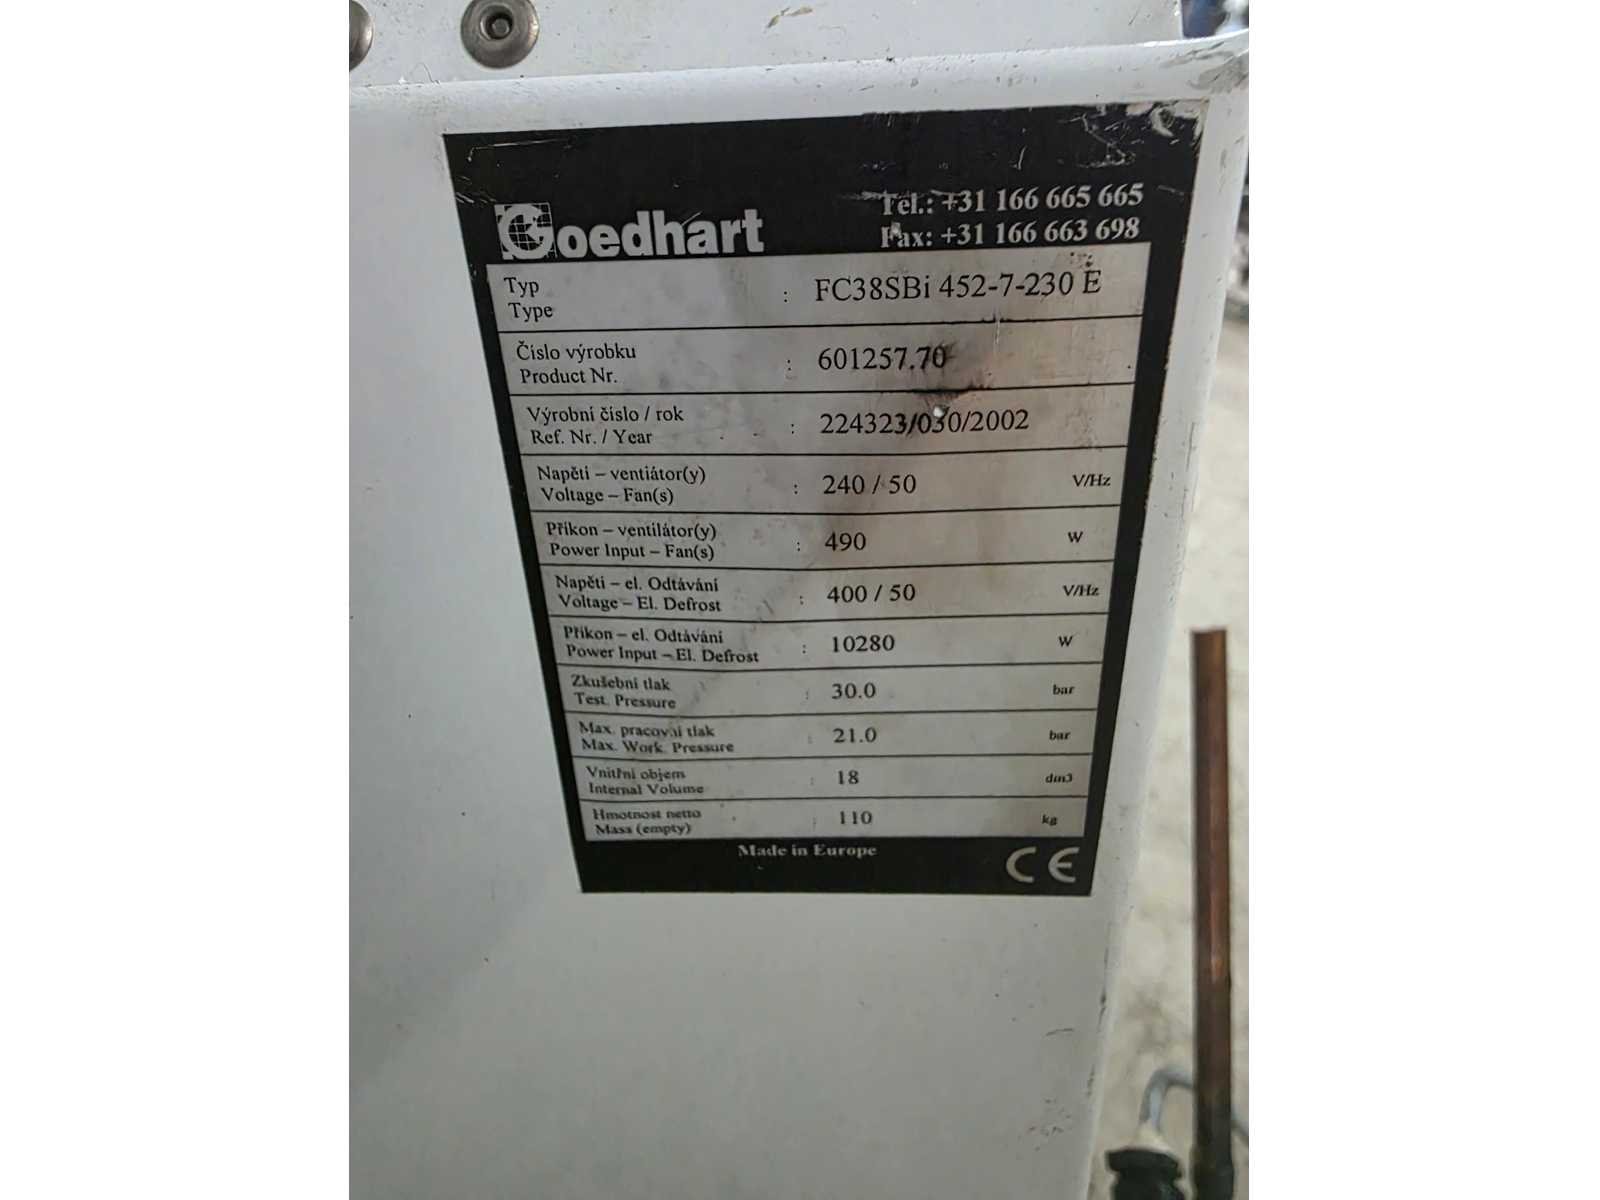 Goedhart
Tel.: +31 166 665 665
Fax: +31 166 663 698
Typ
Type : FC38SBi 452-7-230 E
Číslo výrobku
Product Nr. : 601257.70
Výrobní číslo / rok
Ref. Nr. / Year : 224323/030/2002
Napěti – ventiátor(y)
Voltage – Fan(s) : 240 / 50 V/Hz
Příkon – ventilátor(y)
Power Input – Fan(s) : 490 W
Napěti – el. Odtávání
Voltage – El. Defrost : 400 / 50 V/Hz
Příkon – el. Odtávání
Power Input – El. Defrost : 10280 W
Zkušební tlak
Test. Pressure : 30.0 bar
Max. pracovní tlak
Max. Work. Pressure : 21.0 bar
Vnitřní objem
Internal Volume : 18 dm3
Hmotnost netto
Mass (empty) : 110 kg
Made in Europe
CE